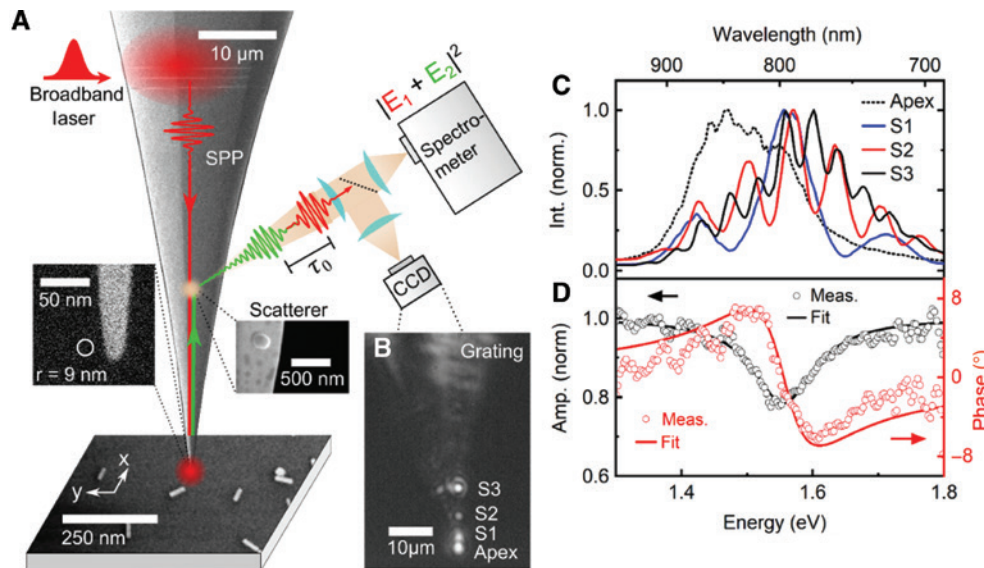 A
10 µm
Broadband
laser
SPP
|E₁ + E₂|²
Spectro-
meter
τ₀
CCD
50 nm
r = 9 nm
Scatterer
500 nm
x
y
250 nm
B
Grating
S3
S2
S1
Apex
10µm
C
Wavelength (nm)
900 800 700
Int. (norm.)
1.0
0.5
0.0
Apex
S1
S2
S3
D
Amp. (norm)
1.0
0.8
0.6
Meas.
Fit
Meas.
Fit
8
0
−8
Phase (°)
1.4 1.6 1.8
Energy (eV)